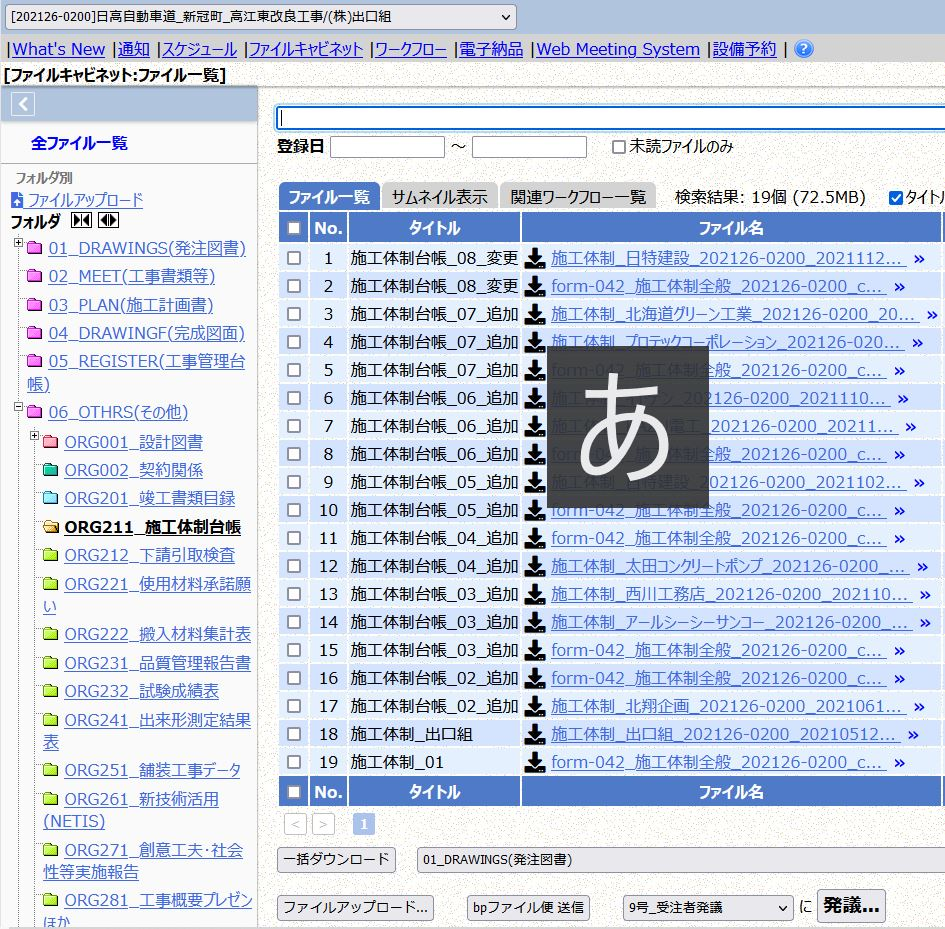 [202126-0200]日高自動車道_新冠町_高江東改良工事/(株)出口組
|What's New |通知 |スケジュール |ファイルキャビネット |ワークフロー |電子納品 |Web Meeting System |設備予約 | ?
[ファイルキャビネット:ファイル一覧]
全ファイル一覧
フォルダ別
ファイルアップロード
フォルダ
01_DRAWINGS(発注図書)
02_MEET(工事書類等)
03_PLAN(施工計画書)
04_DRAWINGF(完成図面)
05_REGISTER(工事管理台
帳)
06_OTHRS(その他)
ORG001_設計図書
ORG002_契約関係
ORG201_竣工書類目録
ORG211_施工体制台帳
ORG212_下請引取検査
ORG221_使用材料承諾願
い
ORG222_搬入材料集計表
ORG231_品質管理報告書
ORG232_試験成績表
ORG241_出来形測定結果
表
ORG251_舗装工事データ
ORG261_新技術活用
(NETIS)
ORG271_創意工夫・社会
性等実施報告
ORG281_工事概要プレゼン
ほか
登録日 ～ 未読ファイルのみ
ファイル一覧 サムネイル表示 関連ワークフロー一覧 検索結果: 19個 (72.5MB) タイトル
No. タイトル ファイル名
1 施工体制台帳_08_変更 施工体制_日特建設_202126-0200_2021112... »
2 施工体制台帳_08_変更 form-042_施工体制全般_202126-0200_c... »
3 施工体制台帳_07_追加 施工体制_北海道グリーン工業_202126-0200_20... »
4 施工体制台帳_07_追加 施工体制_プロテックコーポレーション_202126-020... »
5 施工体制台帳_07_追加 form-042_施工体制全般_202126-0200_c... »
6 施工体制台帳_06_追加 202126-0200_2021110... »
7 施工体制台帳_06_追加 電工_202126-0200_20211... »
8 施工体制台帳_06_追加 form-042_施工体制全般_202126-0200_c... »
9 施工体制台帳_05_追加 施工体制_日特建設_202126-0200_2021102... »
10 施工体制台帳_05_追加 form-042_施工体制全般_202126-0200_c... »
11 施工体制台帳_04_追加 form-042_施工体制全般_202126-0200_c... »
12 施工体制台帳_04_追加 施工体制_太田コンクリートポンプ_202126-0200_... »
13 施工体制台帳_03_追加 施工体制_西川工務店_202126-0200_202110... »
14 施工体制台帳_03_追加 施工体制_アールシーシーサンコー_202126-0200_... »
15 施工体制台帳_03_追加 form-042_施工体制全般_202126-0200_c... »
16 施工体制台帳_02_追加 form-042_施工体制全般_202126-0200_c... »
17 施工体制台帳_02_追加 施工体制_北翔企画_202126-0200_2021061... »
18 施工体制_出口組 施工体制_出口組_202126-0200_20210512... »
19 施工体制_01 form-042_施工体制全般_202126-0200_c... »
No. タイトル ファイル名
< > 1
一括ダウンロード 01_DRAWINGS(発注図書)
ファイルアップロード... bpファイル便 送信 9号_受注者発議 に 発議...
あ